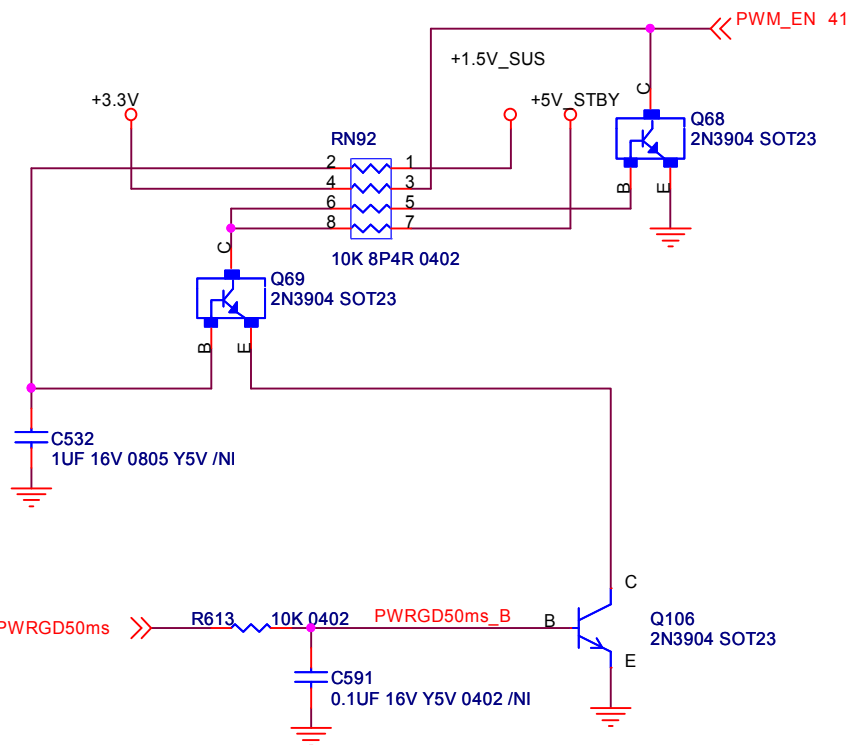 PWM_EN 41
+1.5V_SUS
+3.3V
+5V_STBY
C
Q68
2N3904 SOT23
RN92
2 1
4 3
6 5
8 7
B E
C
10K 8P4R 0402
Q69
2N3904 SOT23
B E
C532
1UF 16V 0805 Y5V /NI
C
PWRGD50ms
R613 10K 0402
PWRGD50ms_B
B
Q106
2N3904 SOT23
E
C591
0.1UF 16V Y5V 0402 /NI